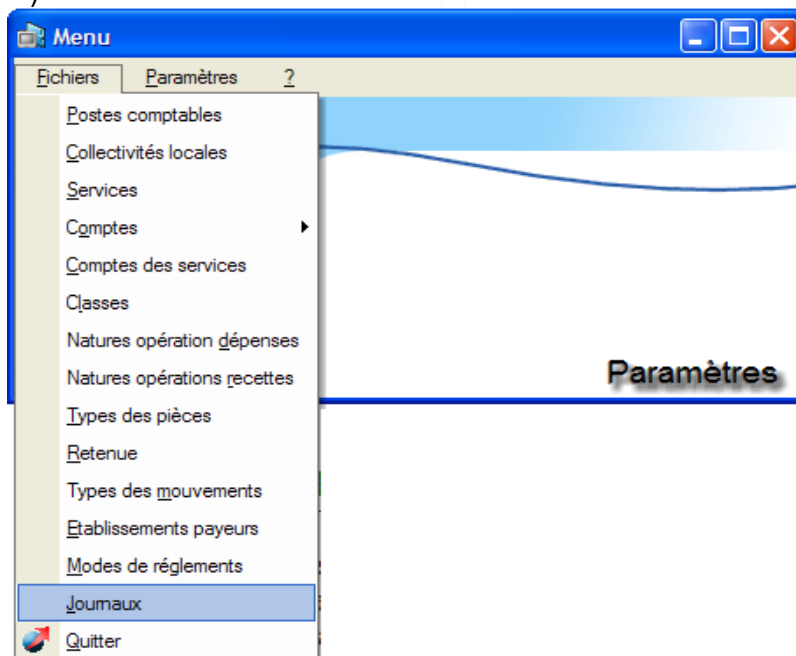 Menu
Fichiers Paramètres ?
Postes comptables
Collectivités locales
Services
Comptes
Comptes des services
Classes
Natures opération dépenses
Natures opérations recettes
Paramètres
Types des pièces
Retenue
Types des mouvements
Etablissements payeurs
Modes de réglements
Journaux
Quitter